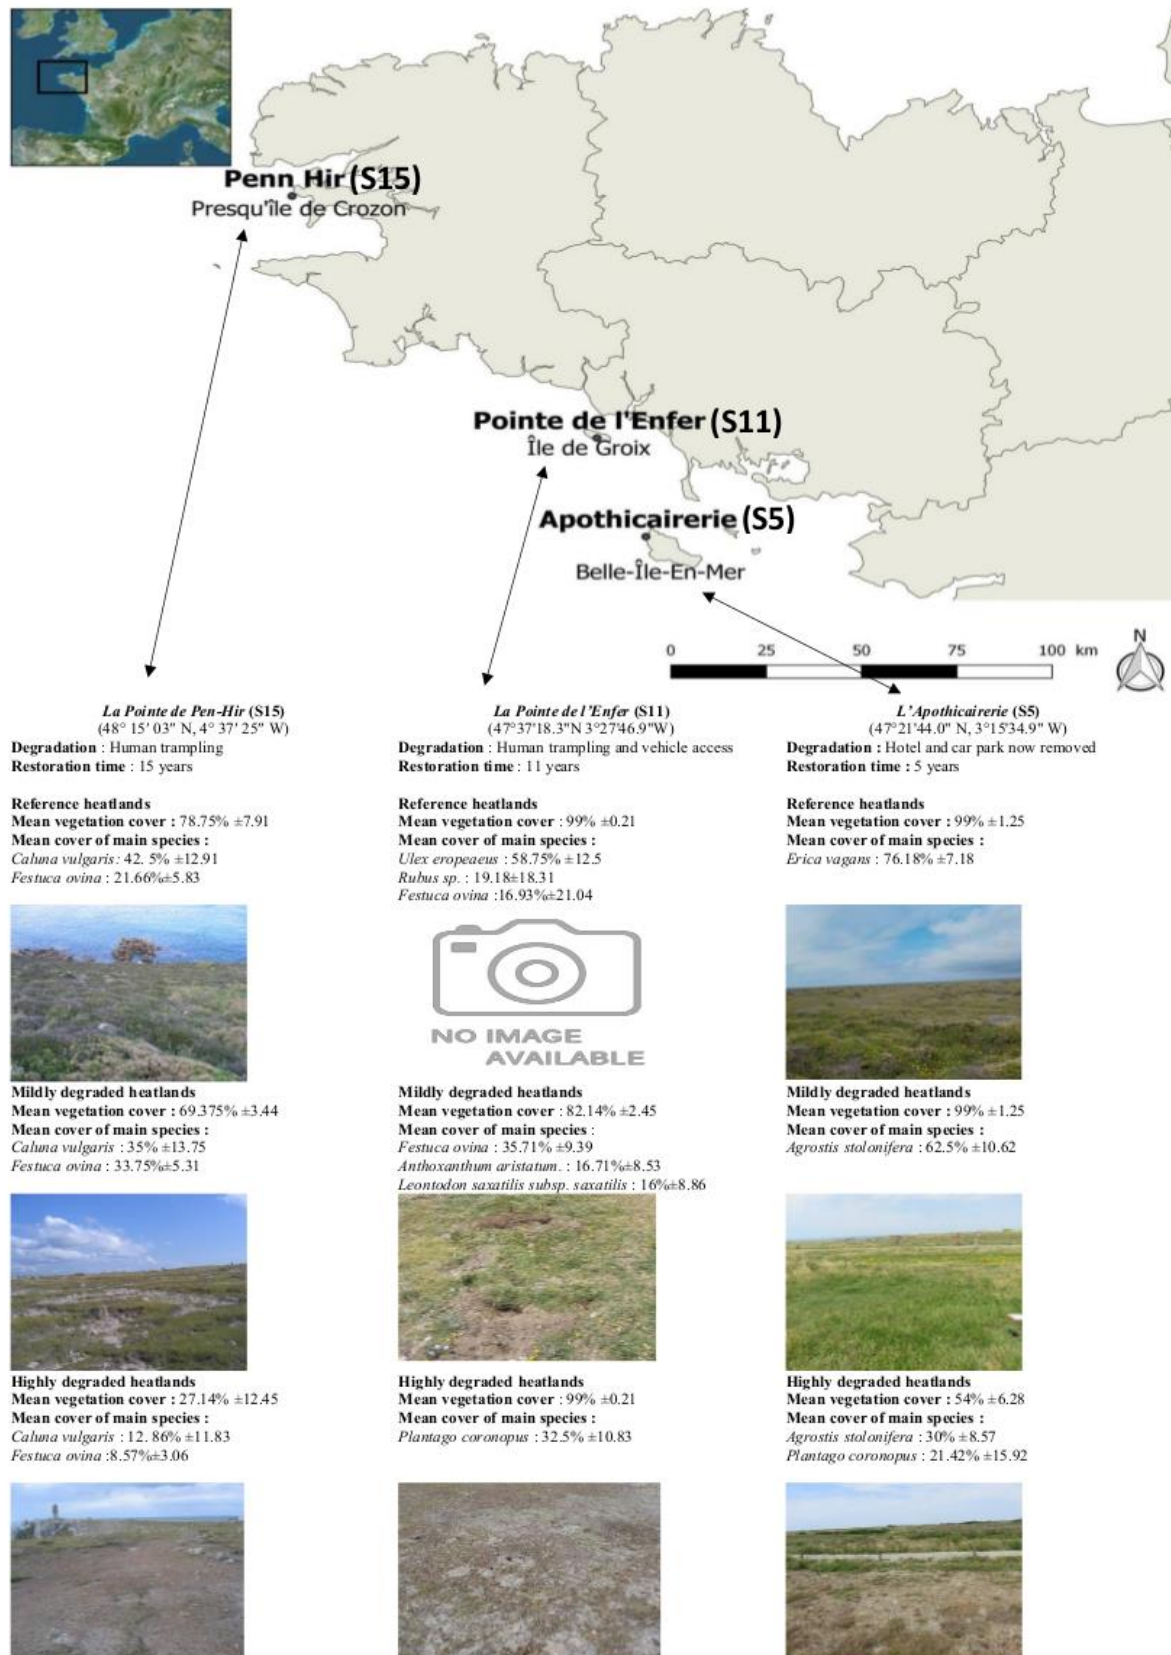 Penn Hir (S15)
Presqu'île de Crozon
Pointe de l'Enfer (S11)
Île de Groix
Apothicairerie (S5)
Belle-Île-En-Mer
0 25 50 75 100 km
N
La Pointe de Pen-Hir (S15)
(48° 15' 03" N, 4° 37' 25" W)
Degradation : Human trampling
Restoration time : 15 years
Reference heatlands
Mean vegetation cover : 78.75% ±7.91
Mean cover of main species :
Caluna vulgaris: 42. 5% ±12.91
Festuca ovina : 21.66%±5.83
Mildly degraded heatlands
Mean vegetation cover : 69.375% ±3.44
Mean cover of main species :
Caluna vulgaris : 35% ±13.75
Festuca ovina : 33.75%±5.31
Highly degraded heatlands
Mean vegetation cover : 27.14% ±12.45
Mean cover of main species :
Caluna vulgaris : 12. 86% ±11.83
Festuca ovina :8.57%±3.06
La Pointe de l'Enfer (S11)
(47°37'18.3"N 3°27'46.9"W)
Degradation : Human trampling and vehicle access
Restoration time : 11 years
Reference heatlands
Mean vegetation cover : 99% ±0.21
Mean cover of main species :
Ulex eropeaeus : 58.75% ±12.5
Rubus sp. : 19.18±18.31
Festuca ovina :16.93%±21.04
NO IMAGE
AVAILABLE
Mildly degraded heatlands
Mean vegetation cover : 82.14% ±2.45
Mean cover of main species :
Festuca ovina : 35.71% ±9.39
Anthoxanthum aristatum. : 16.71%±8.53
Leontodon saxatilis subsp. saxatilis : 16%±8.86
Highly degraded heatlands
Mean vegetation cover : 99% ±0.21
Mean cover of main species :
Plantago coronopus : 32.5% ±10.83
L'Apothicairerie (S5)
(47°21'44.0" N, 3°15'34.9" W)
Degradation : Hotel and car park now removed
Restoration time : 5 years
Reference heatlands
Mean vegetation cover : 99% ±1.25
Mean cover of main species :
Erica vagans : 76.18% ±7.18
Mildly degraded heatlands
Mean vegetation cover : 99% ±1.25
Mean cover of main species :
Agrostis stolonifera : 62.5% ±10.62
Highly degraded heatlands
Mean vegetation cover : 54% ±6.28
Mean cover of main species :
Agrostis stolonifera : 30% ±8.57
Plantago coronopus : 21.42% ±15.92